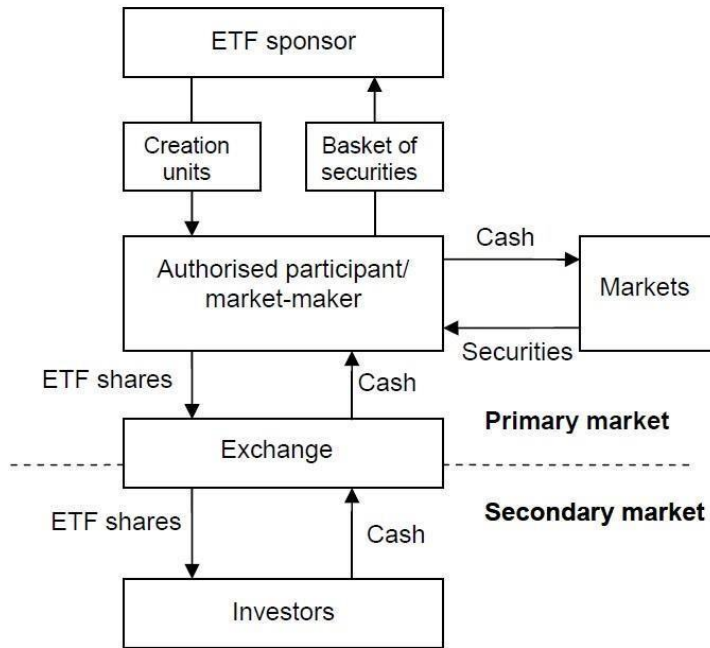 ETF sponsor
Creation
units
Basket of
securities
Authorised participant/
market-maker
Cash
Markets
Securities
ETF shares
Cash
Primary market
Exchange
ETF shares
Cash
Secondary market
Investors